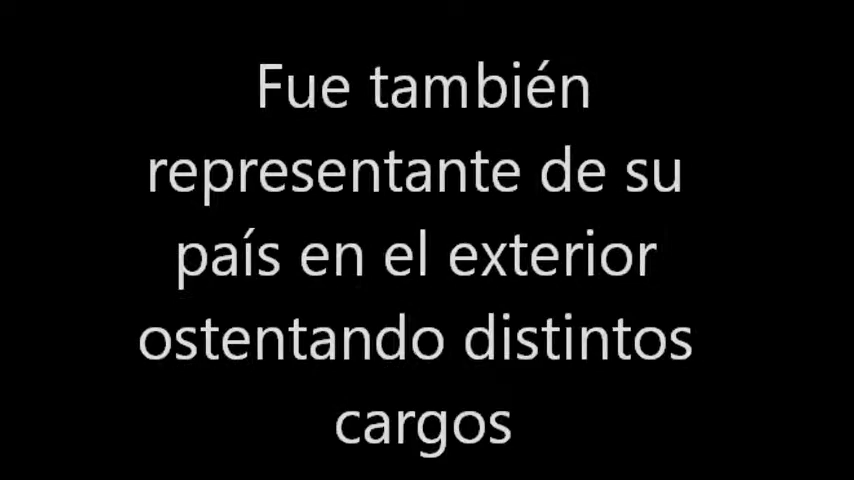 Fue también
representante de su
país en el exterior
ostentando distintos
cargos